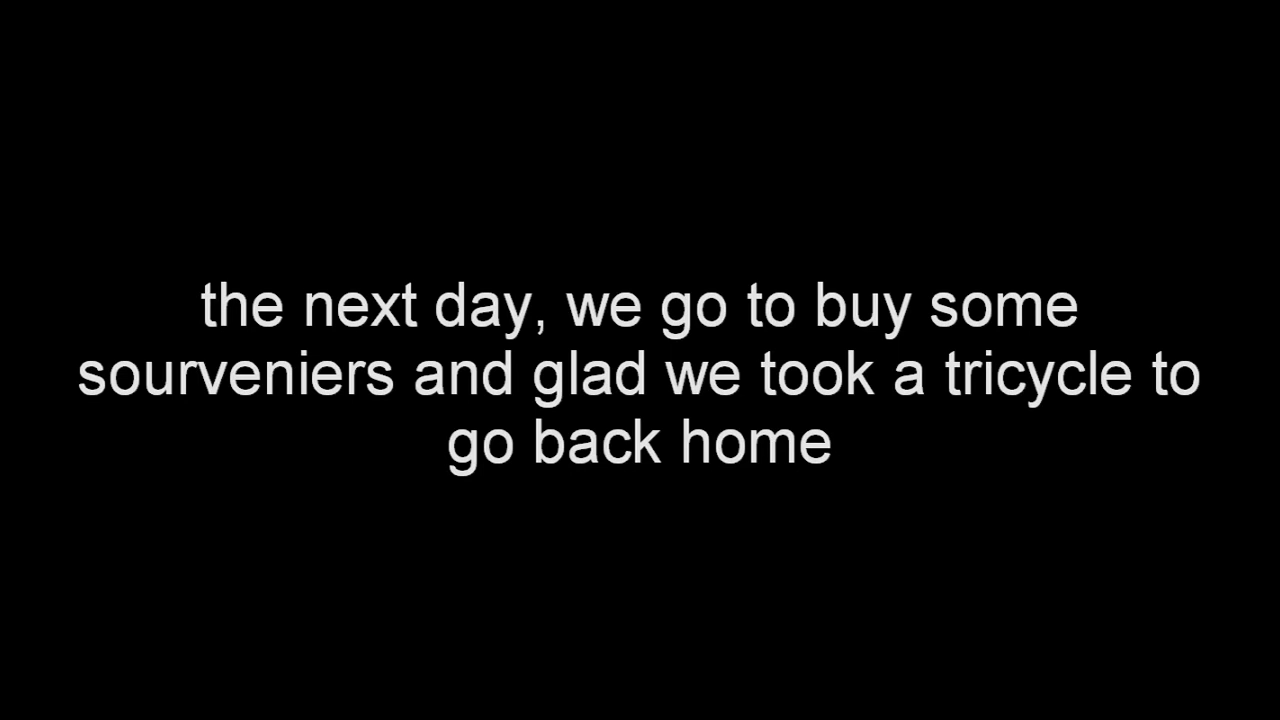 the next day, we go to buy some
sourveniers and glad we took a tricycle to
go back home